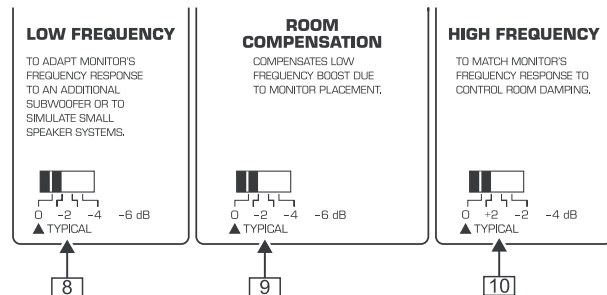 LOW FREQUENCY
TO ADAPT MONITOR'S
FREQUENCY RESPONSE
TO AN ADDITIONAL
SUBWOOFER OR TO
SIMULATE SMALL
SPEAKER SYSTEMS.
0 -2 -4 -6 dB
▲ TYPICAL
8
ROOM
COMPENSATION
COMPENSATES LOW
FREQUENCY BOOST DUE
TO MONITOR PLACEMENT.
0 -2 -4 -6 dB
▲ TYPICAL
9
HIGH FREQUENCY
TO MATCH MONITOR'S
FREQUENCY RESPONSE TO
CONTROL ROOM DAMPING.
0 +2 -2 -4 dB
▲ TYPICAL
10